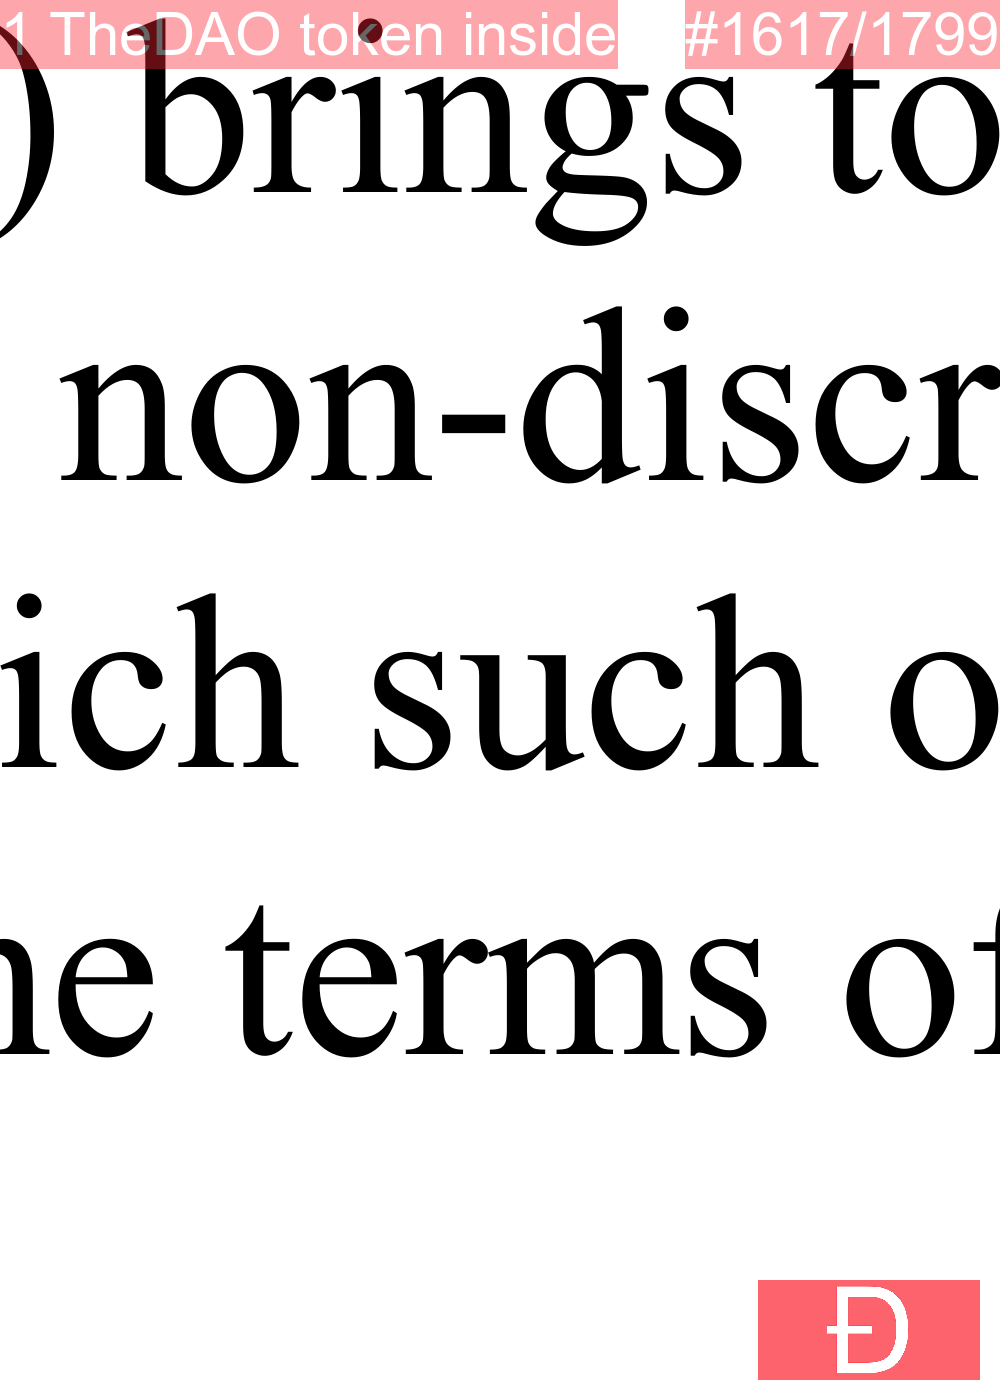 1 TheDAO token inside #1617/1799
) brings to
non-discr
ich such o
he terms of
Đ